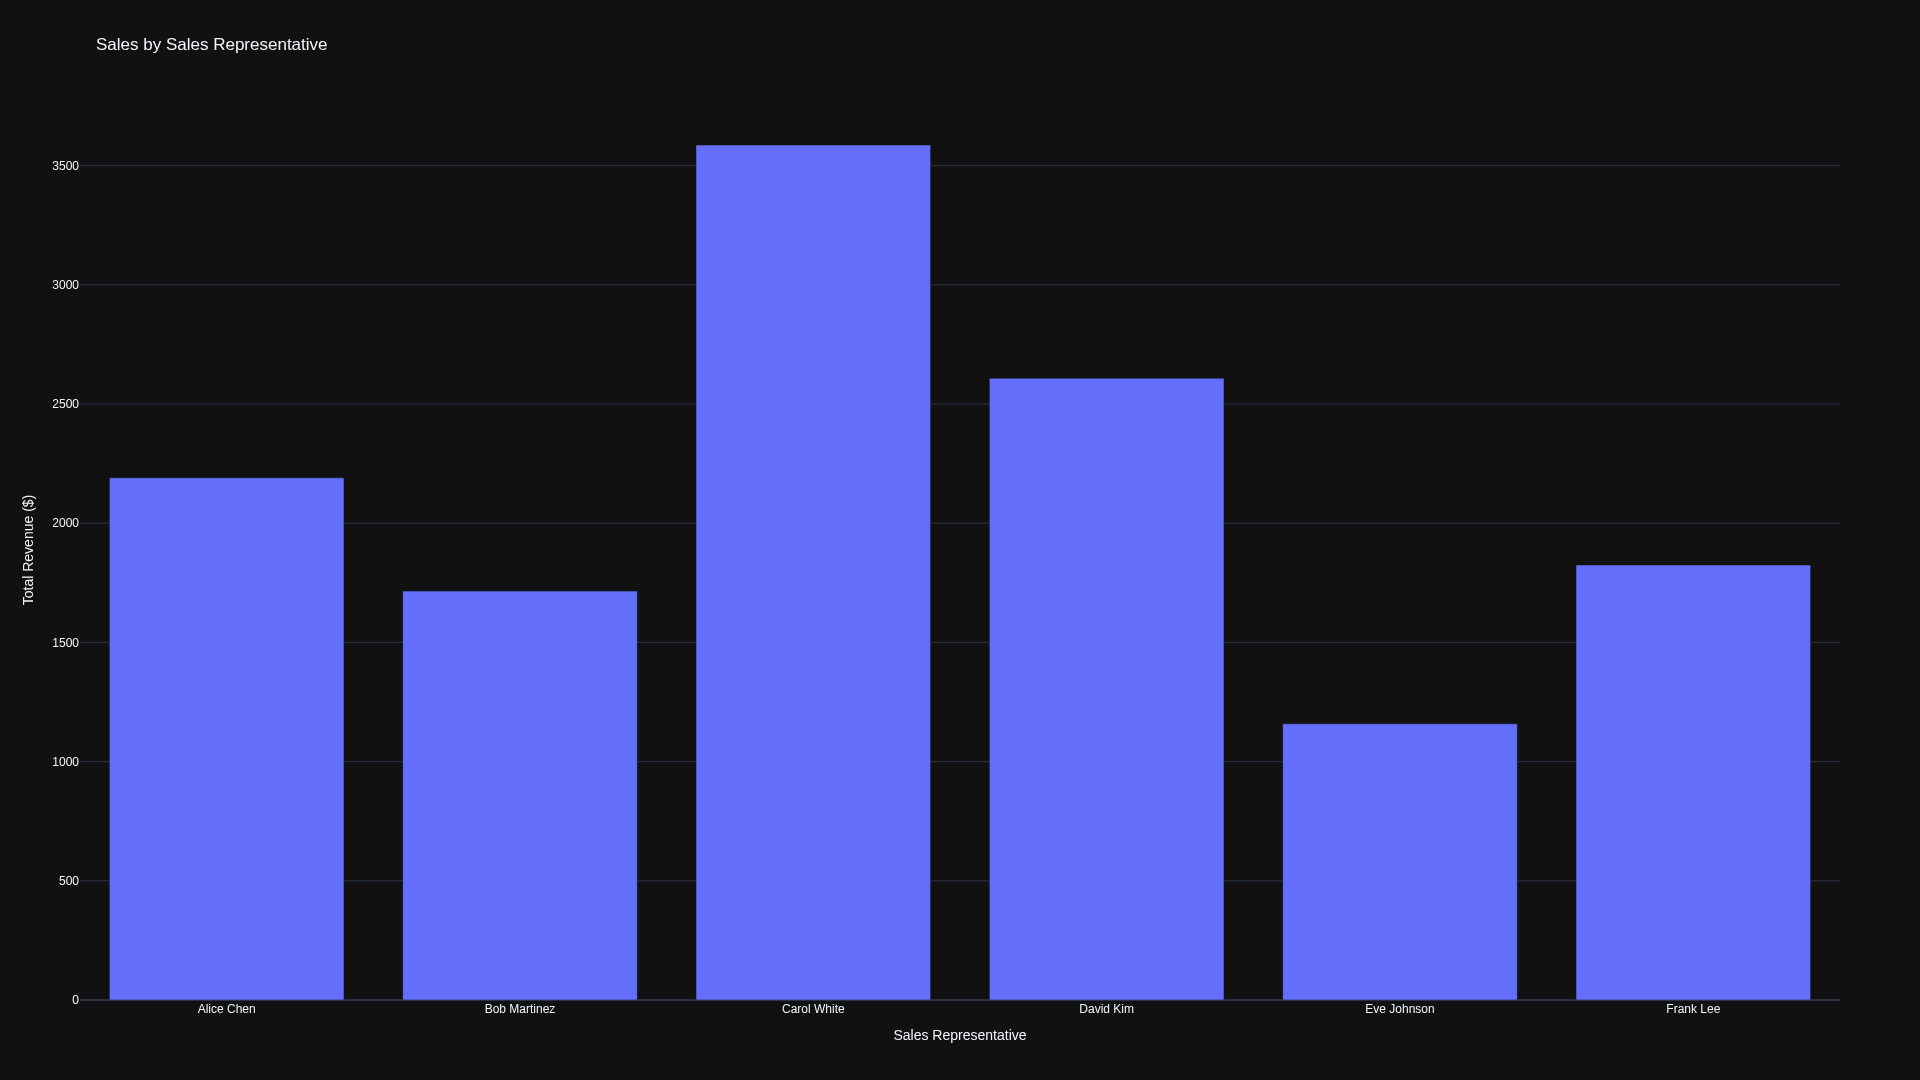 Sales by Sales Representative
3500
3000
2500
2000
1500
1000
500
0
Total Revenue ($)
Alice Chen Bob Martinez Carol White David Kim Eve Johnson Frank Lee
Sales Representative